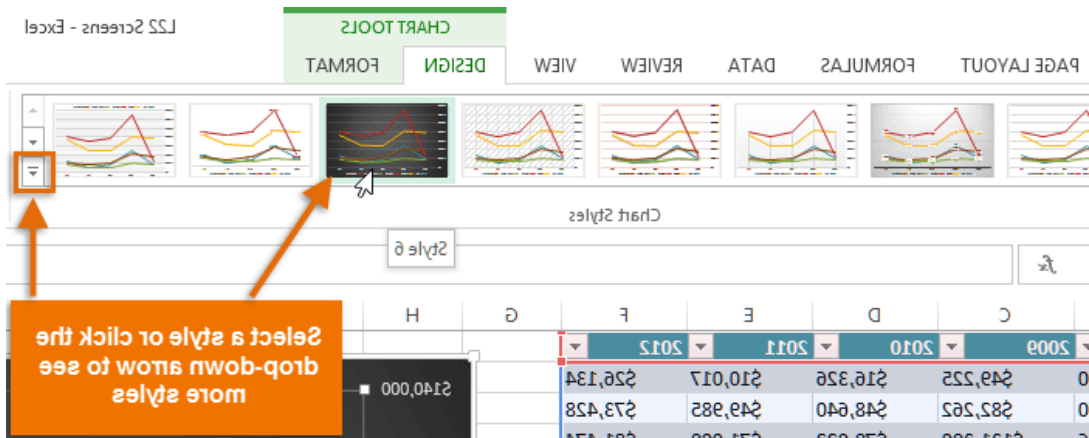 CHART TOOLS L22 Screens - Excel
PAGE LAYOUT FORMULAS DATA REVIEW VIEW DESIGN FORMAT
Chart Styles
Style 6
fx
C D E F G H
2009 2010 2011 2012
0 $49,225 $16,326 $10,017 $26,134
0 $82,262 $48,640 $49,985 $73,428
$140,000
Select a style or click the
drop-down arrow to see
more styles